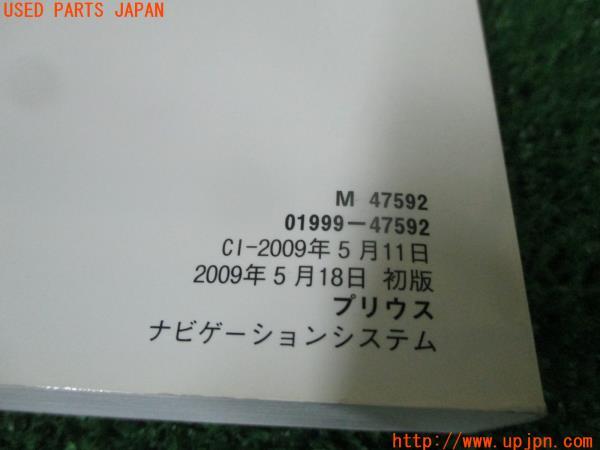 USED PARTS JAPAN
M 47592
01999-47592
CI-2009年5月11日
2009年5月18日 初版
プリウス
ナビゲーションシステム
http://www.upjpn.com/